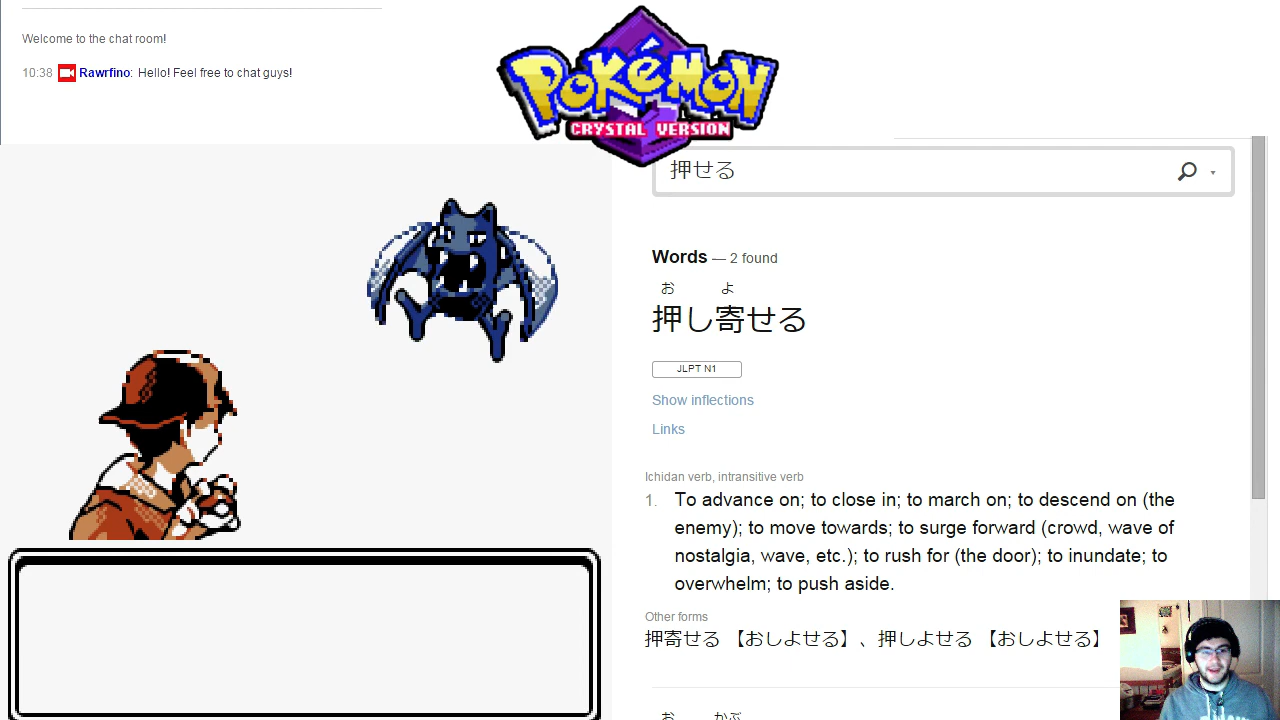 Welcome to the chat room!
10:38 Rawrfino: Hello! Feel free to chat guys!
POKéMON
CRYSTAL VERSION
押せる
Words — 2 found
お よ
押し寄せる
JLPT N1
Show inflections
Links
Ichidan verb, intransitive verb
1. To advance on; to close in; to march on; to descend on (the
enemy); to move towards; to surge forward (crowd, wave of
nostalgia, wave, etc.); to rush for (the door); to inundate; to
overwhelm; to push aside.
Other forms
押寄せる 【おしよせる】、押しよせる 【おしよせる】
お かぶ